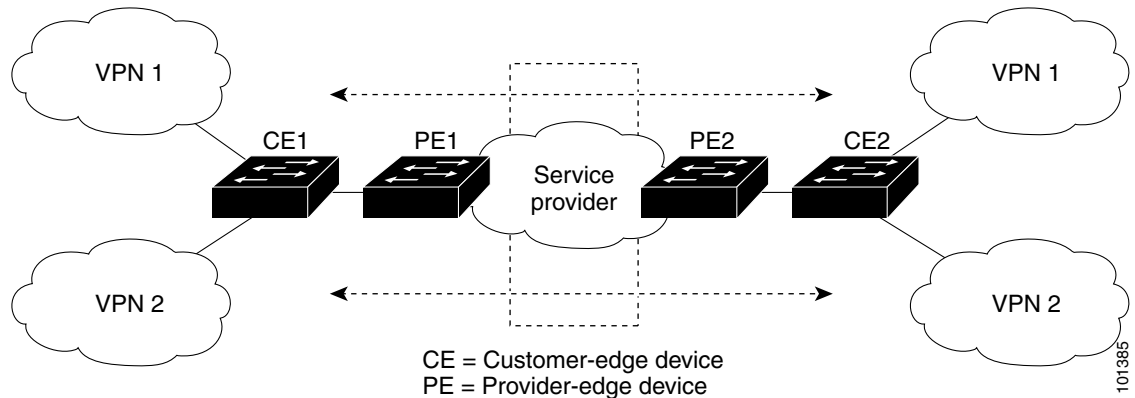 VPN 1
VPN 1
CE1
PE1
PE2
CE2
Service
provider
VPN 2
VPN 2
CE = Customer-edge device
PE = Provider-edge device
101385